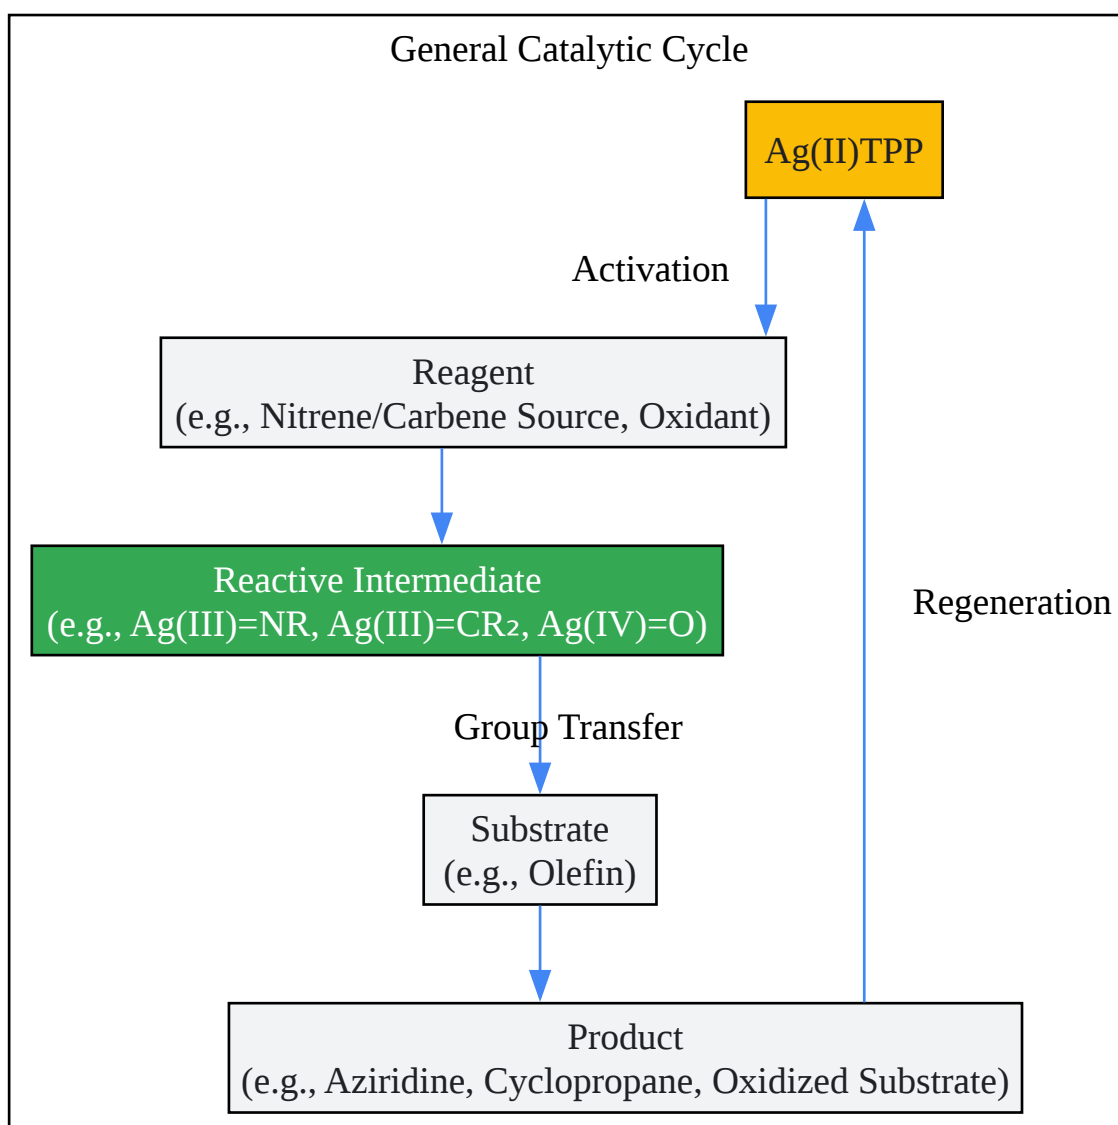 General Catalytic Cycle
Ag(II)TPP
Activation
Reagent
(e.g., Nitrene/Carbene Source, Oxidant)
Reactive Intermediate
(e.g., Ag(III)=NR, Ag(III)=CR₂, Ag(IV)=O)
Regeneration
Group Transfer
Substrate
(e.g., Olefin)
Product
(e.g., Aziridine, Cyclopropane, Oxidized Substrate)